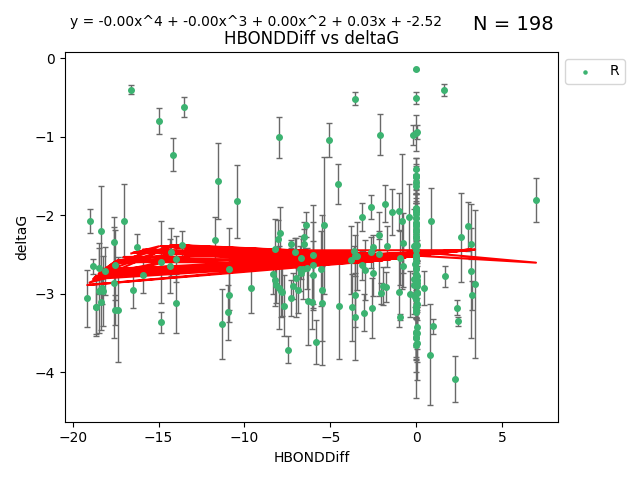 y = -0.00x^4 + -0.00x^3 + 0.00x^2 + 0.03x + -2.52
N = 198
HBONDDiff vs deltaG
R
deltaG
0
−1
−2
−3
−4
−20
−15
−10
−5
0
5
HBONDDiff